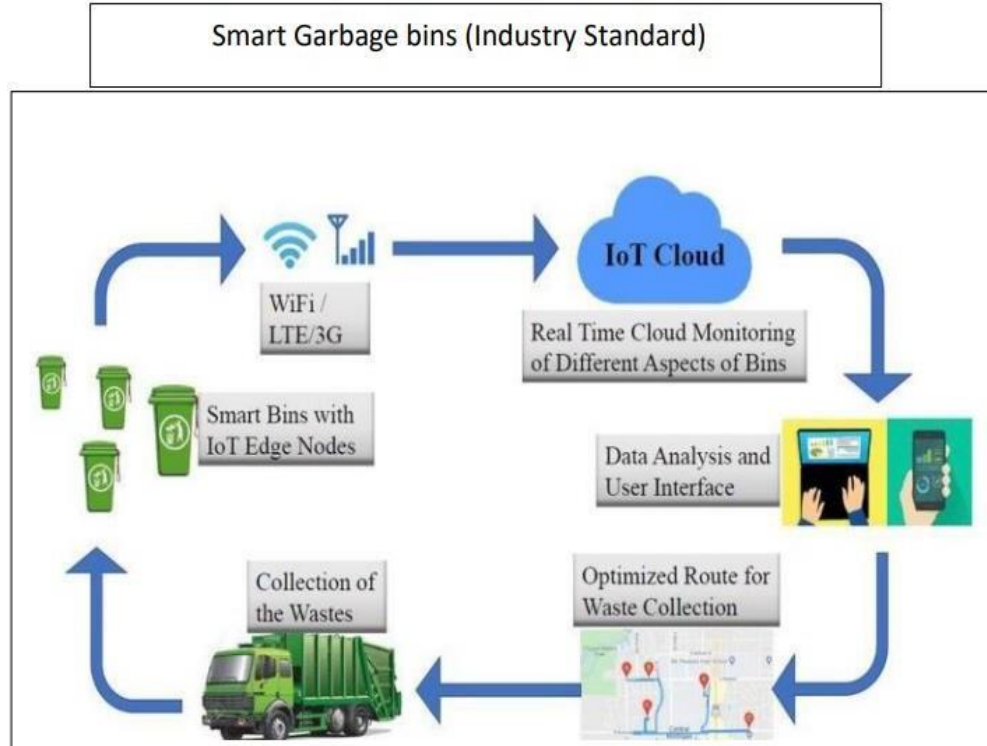 Smart Garbage bins (Industry Standard)
IoT Cloud
WiFi /
LTE/3G
Real Time Cloud Monitoring
of Different Aspects of Bins
Smart Bins with
IoT Edge Nodes
Data Analysis and
User Interface
Optimized Route for
Waste Collection
Collection of
the Wastes
Central